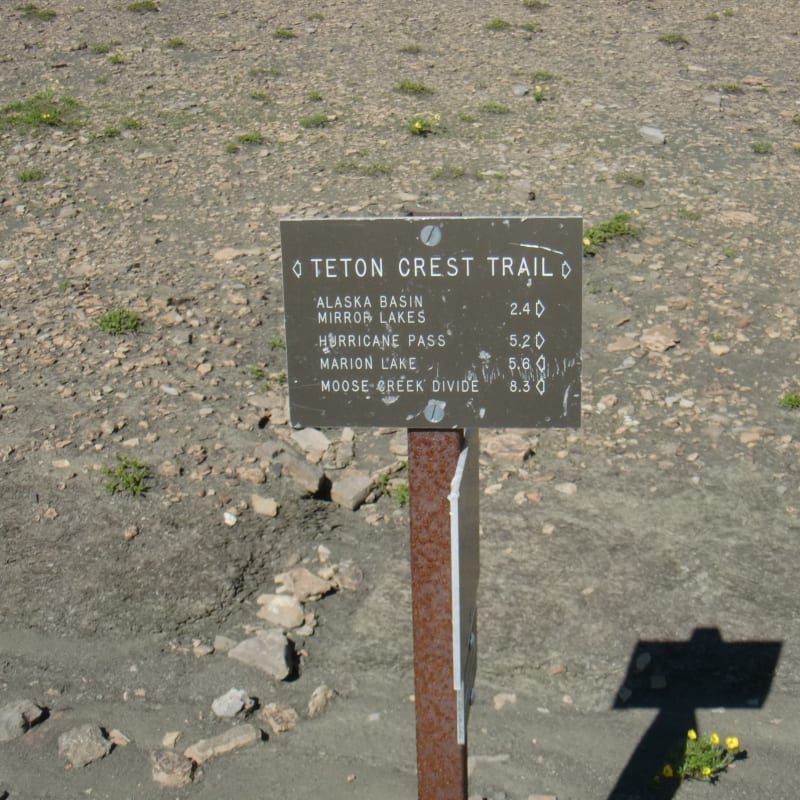 TETON CREST TRAIL
ALASKA BASIN
MIRROR LAKES 2.4
HURRICANE PASS 5.2
MARION LAKE 5.6
MOOSE CREEK DIVIDE 8.3